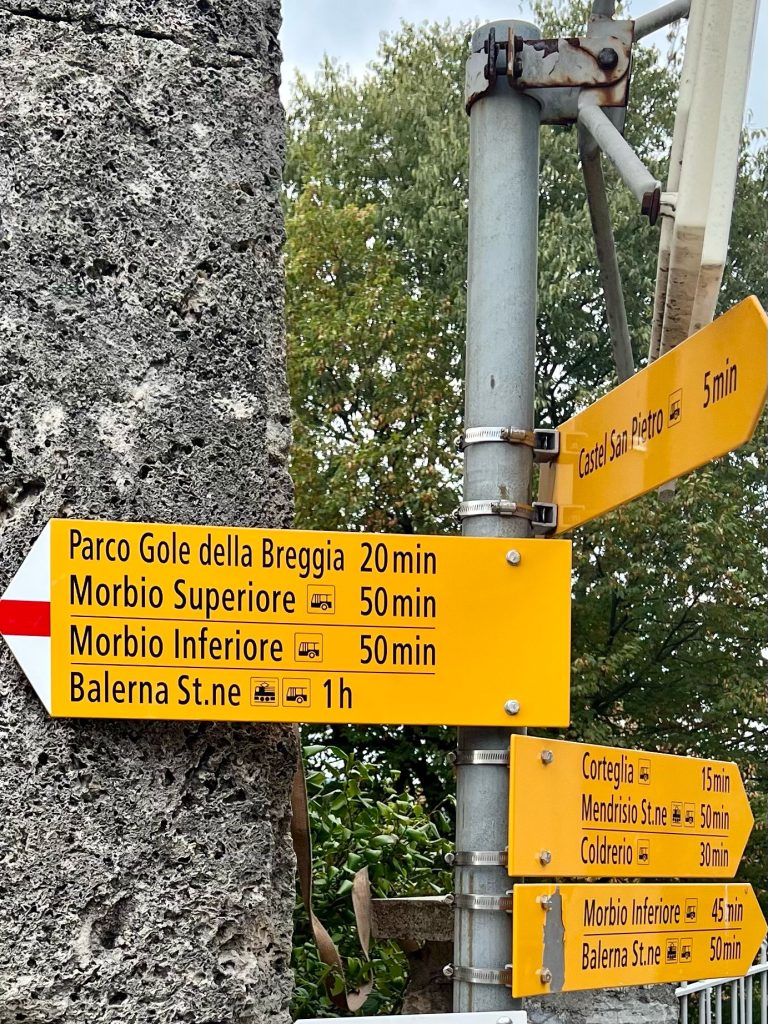 Castel San Pietro 5 min
Parco Gole della Breggia 20 min
Morbio Superiore 50 min
Morbio Inferiore 50 min
Balerna St.ne 1 h
Corteglia 15 min
Mendrisio St.ne 50 min
Coldrerio 30 min
Morbio Inferiore 45 min
Balerna St.ne 50 min